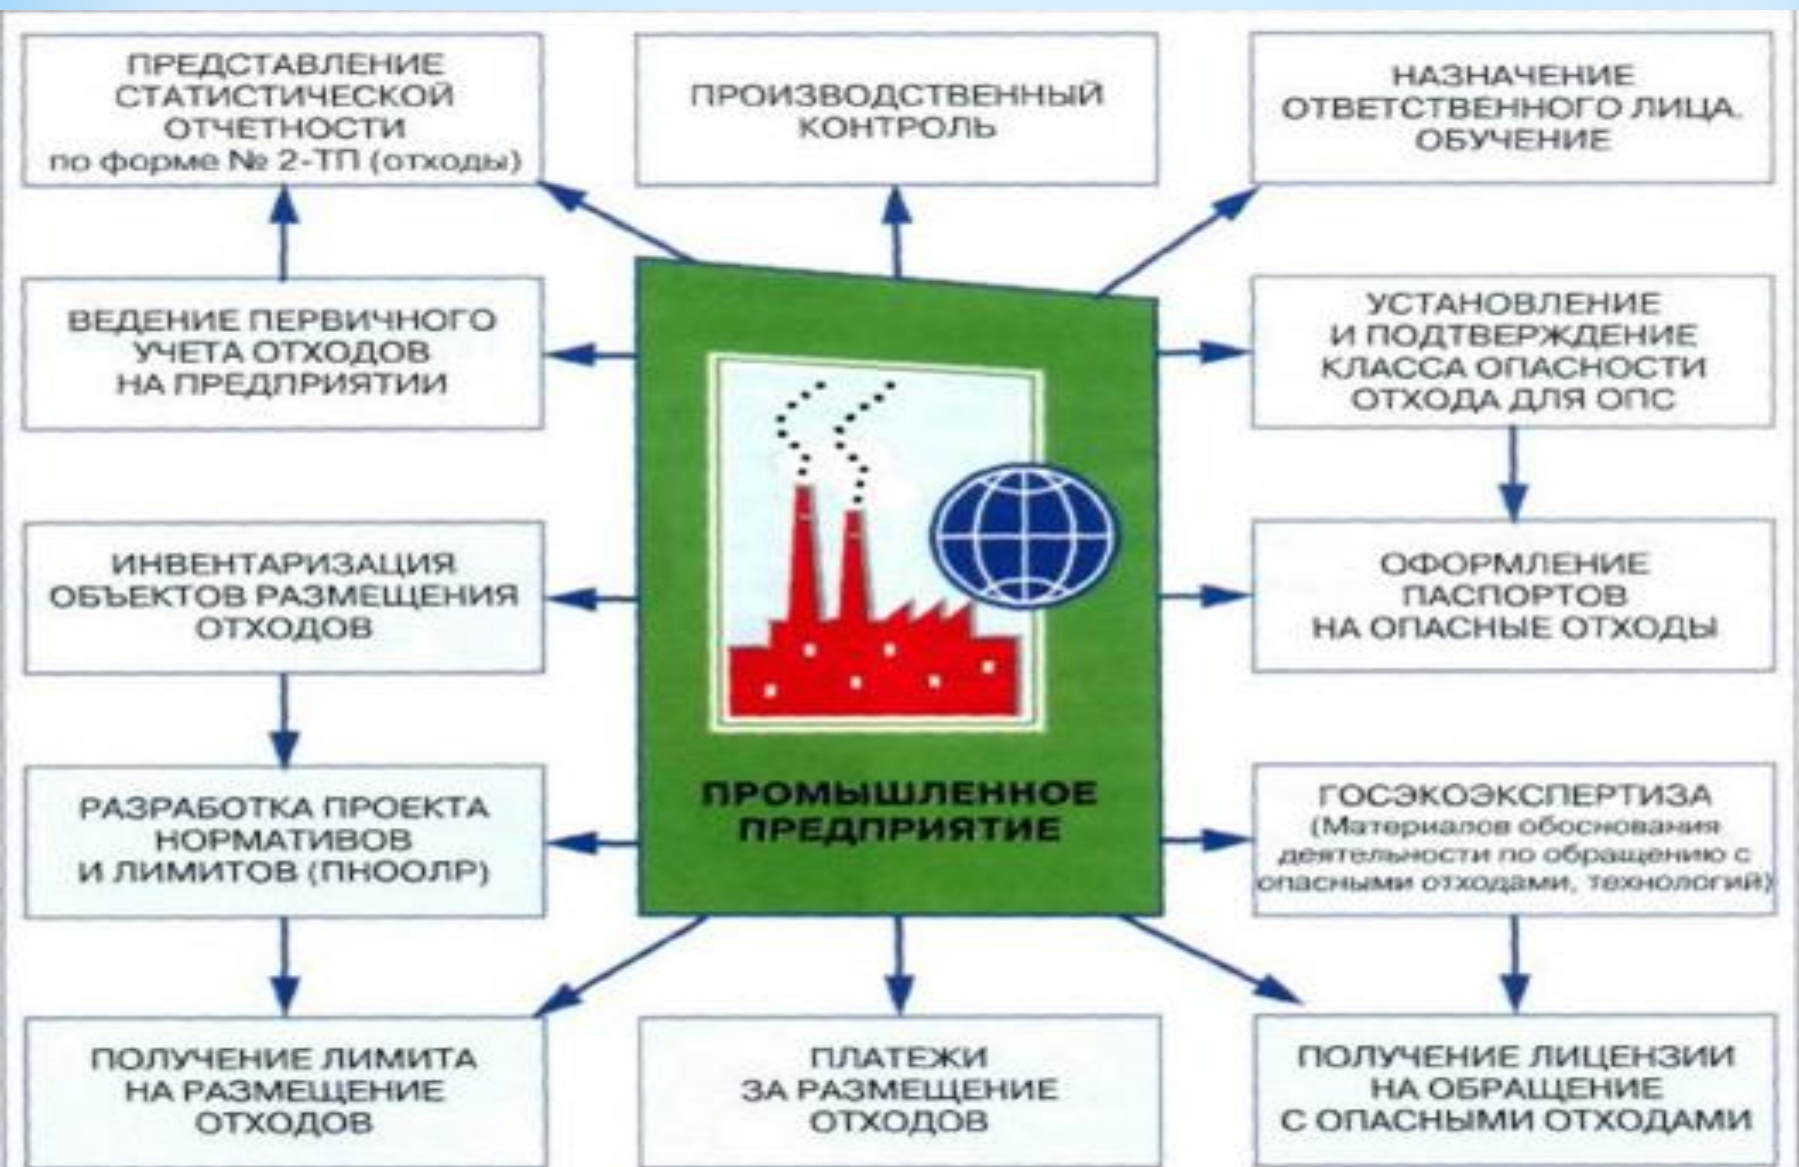 ПРЕДСТАВЛЕНИЕ
СТАТИСТИЧЕСКОЙ
ОТЧЕТНОСТИ
по форме № 2-ТП (отходы)
ПРОИЗВОДСТВЕННЫЙ
КОНТРОЛЬ
НАЗНАЧЕНИЕ
ОТВЕТСТВЕННОГО ЛИЦА.
ОБУЧЕНИЕ
ВЕДЕНИЕ ПЕРВИЧНОГО
УЧЕТА ОТХОДОВ
НА ПРЕДПРИЯТИИ
УСТАНОВЛЕНИЕ
И ПОДТВЕРЖДЕНИЕ
КЛАССА ОПАСНОСТИ
ОТХОДА ДЛЯ ОПС
ИНВЕНТАРИЗАЦИЯ
ОБЪЕКТОВ РАЗМЕЩЕНИЯ
ОТХОДОВ
ОФОРМЛЕНИЕ
ПАСПОРТОВ
НА ОПАСНЫЕ ОТХОДЫ
РАЗРАБОТКА ПРОЕКТА
НОРМАТИВОВ
И ЛИМИТОВ (ПНООЛР)
ПРОМЫШЛЕННОЕ
ПРЕДПРИЯТИЕ
ГОСЭКОЭКСПЕРТИЗА
(Материалов обоснования
деятельности по обращению с
опасными отходами, технологий)
ПОЛУЧЕНИЕ ЛИМИТА
НА РАЗМЕЩЕНИЕ
ОТХОДОВ
ПЛАТЕЖИ
ЗА РАЗМЕЩЕНИЕ
ОТХОДОВ
ПОЛУЧЕНИЕ ЛИЦЕНЗИИ
НА ОБРАЩЕНИЕ
С ОПАСНЫМИ ОТХОДАМИ